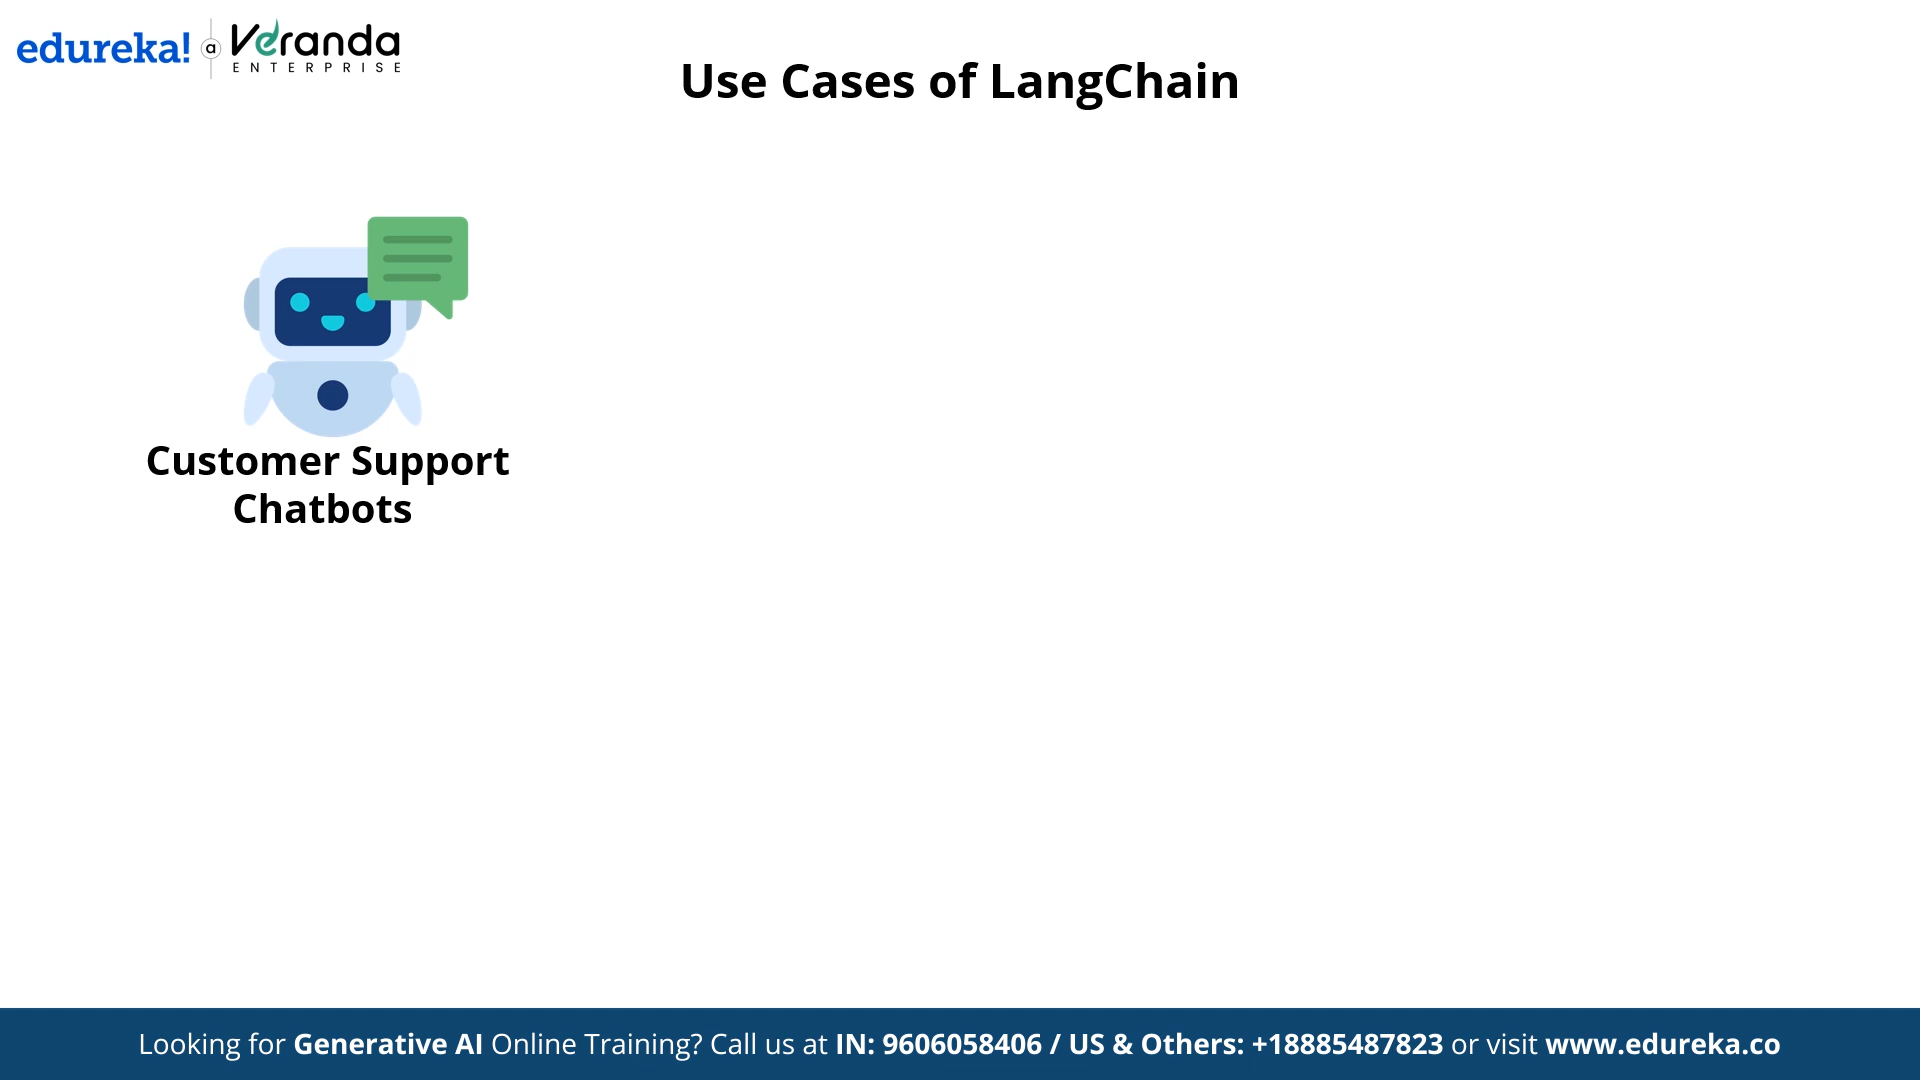 edureka! a Veranda
ENTERPRISE
Use Cases of LangChain
Customer Support
Chatbots
Looking for Generative AI Online Training? Call us at IN: 9606058406 / US & Others: +18885487823 or visit www.edureka.co